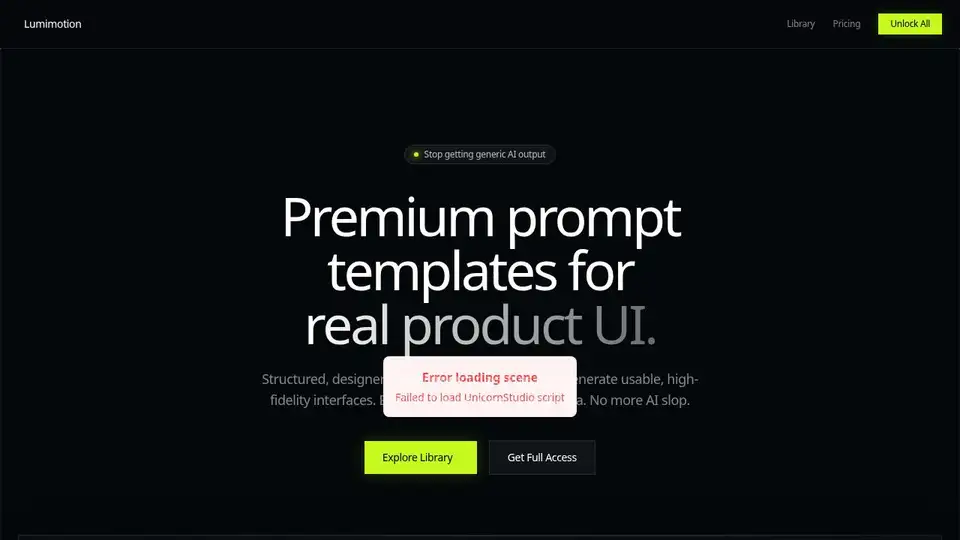 Lumimotion
Library
Pricing
Unlock All
Stop getting generic AI output
Premium prompt
templates for
real product UI.
Structured, designer
enerate usable, high-
fidelity interfaces.
a. No more AI slop.
Error loading scene
Failed to load UnicornStudio script
Explore Library
Get Full Access